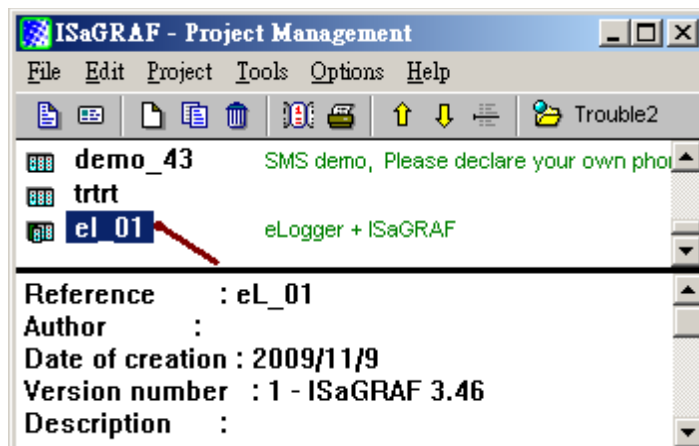 ISaGRAF - Project Management
File Edit Project Tools Options Help
Trouble2
demo_43 SMS demo, Please declare your own pho
trtrt
el_01 eLogger + ISaGRAF
Reference : eL_01
Author :
Date of creation : 2009/11/9
Version number : 1 - ISaGRAF 3.46
Description :